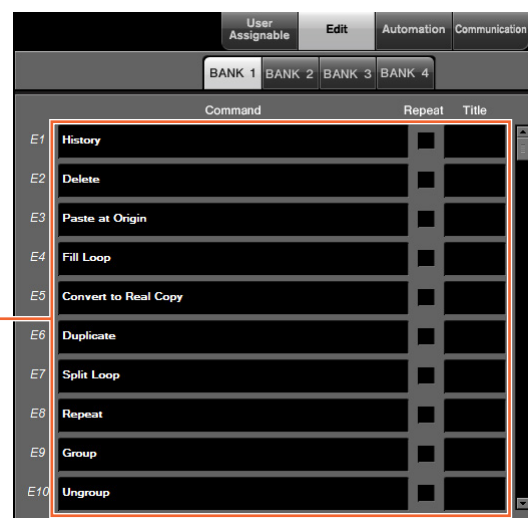 User Assignable Edit Automation Communication
BANK 1 BANK 2 BANK 3 BANK 4
Command Repeat Title
E1 History
E2 Delete
E3 Paste at Origin
E4 Fill Loop
E5 Convert to Real Copy
E6 Duplicate
E7 Split Loop
E8 Repeat
E9 Group
E10 Ungroup